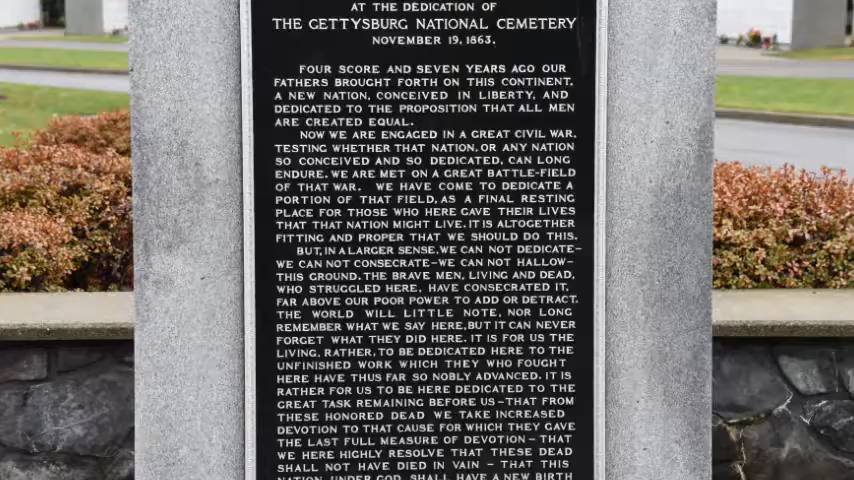 AT THE DEDICATION OF
THE GETTYSBURG NATIONAL CEMETERY
NOVEMBER 19, 1863.
FOUR SCORE AND SEVEN YEARS AGO OUR
FATHERS BROUGHT FORTH ON THIS CONTINENT,
A NEW NATION, CONCEIVED IN LIBERTY, AND
DEDICATED TO THE PROPOSITION THAT ALL MEN
ARE CREATED EQUAL.
NOW WE ARE ENGAGED IN A GREAT CIVIL WAR,
TESTING WHETHER THAT NATION, OR ANY NATION
SO CONCEIVED AND SO DEDICATED, CAN LONG
ENDURE. WE ARE MET ON A GREAT BATTLE-FIELD
OF THAT WAR. WE HAVE COME TO DEDICATE A
PORTION OF THAT FIELD, AS A FINAL RESTING
PLACE FOR THOSE WHO HERE GAVE THEIR LIVES
THAT THAT NATION MIGHT LIVE. IT IS ALTOGETHER
FITTING AND PROPER THAT WE SHOULD DO THIS.
BUT, IN A LARGER SENSE, WE CAN NOT DEDICATE–
WE CAN NOT CONSECRATE–WE CAN NOT HALLOW–
THIS GROUND. THE BRAVE MEN, LIVING AND DEAD,
WHO STRUGGLED HERE, HAVE CONSECRATED IT,
FAR ABOVE OUR POOR POWER TO ADD OR DETRACT.
THE WORLD WILL LITTLE NOTE, NOR LONG
REMEMBER WHAT WE SAY HERE, BUT IT CAN NEVER
FORGET WHAT THEY DID HERE. IT IS FOR US THE
LIVING, RATHER, TO BE DEDICATED HERE TO THE
UNFINISHED WORK WHICH THEY WHO FOUGHT
HERE HAVE THUS FAR SO NOBLY ADVANCED. IT IS
RATHER FOR US TO BE HERE DEDICATED TO THE
GREAT TASK REMAINING BEFORE US –THAT FROM
THESE HONORED DEAD WE TAKE INCREASED
DEVOTION TO THAT CAUSE FOR WHICH THEY GAVE
THE LAST FULL MEASURE OF DEVOTION – THAT
WE HERE HIGHLY RESOLVE THAT THESE DEAD
SHALL NOT HAVE DIED IN VAIN – THAT THIS
NATION, UNDER GOD, SHALL HAVE A NEW BIRTH